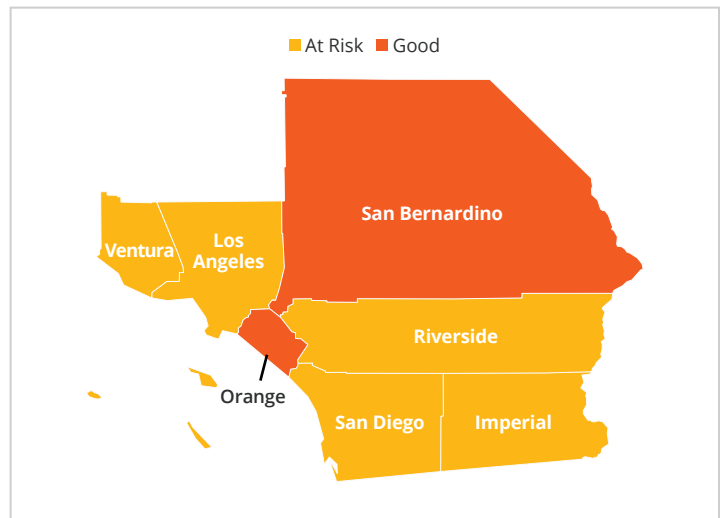 At Risk Good
San Bernardino
Ventura
Los
Angeles
Riverside
Orange
San Diego
Imperial